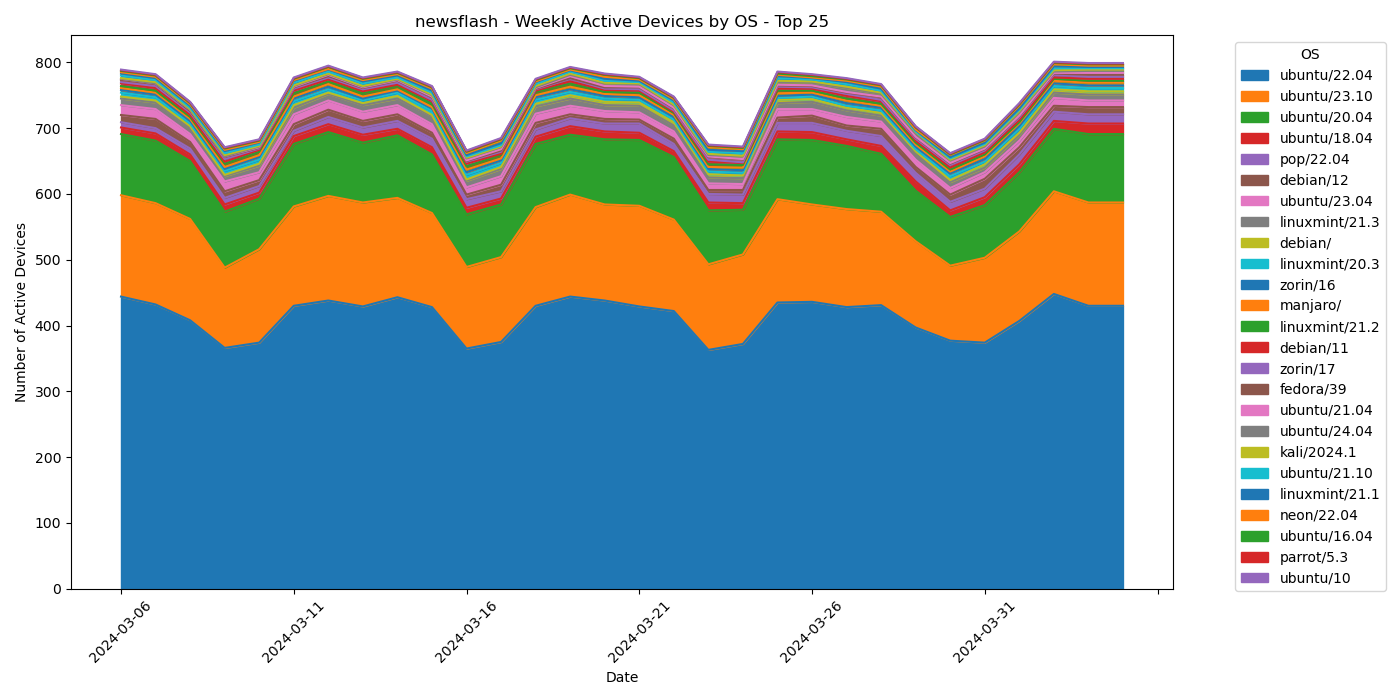 newsflash - Weekly Active Devices by OS - Top 25
Number of Active Devices
800
700
600
500
400
300
200
100
0
2024-03-06
2024-03-11
2024-03-16
2024-03-21
2024-03-26
2024-03-31
Date
OS
ubuntu/22.04
ubuntu/23.10
ubuntu/20.04
ubuntu/18.04
pop/22.04
debian/12
ubuntu/23.04
linuxmint/21.3
debian/
linuxmint/20.3
zorin/16
manjaro/
linuxmint/21.2
debian/11
zorin/17
fedora/39
ubuntu/21.04
ubuntu/24.04
kali/2024.1
ubuntu/21.10
linuxmint/21.1
neon/22.04
ubuntu/16.04
parrot/5.3
ubuntu/10